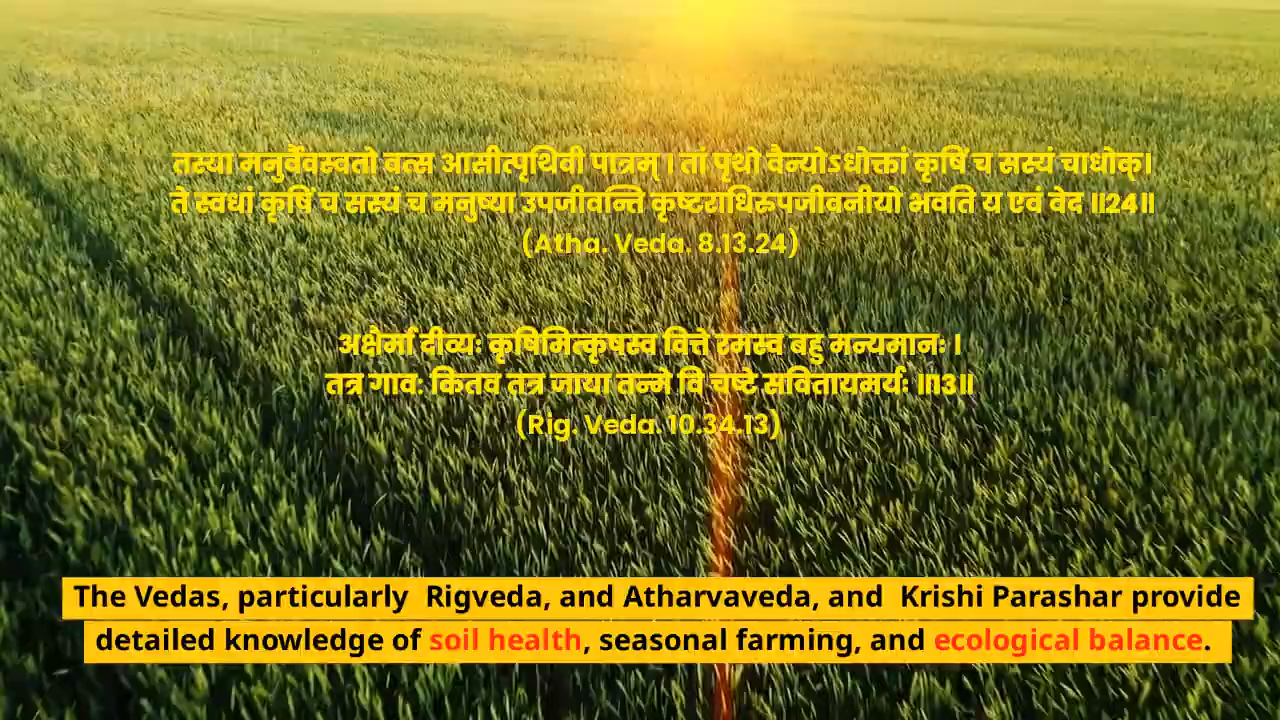 तस्या मनुर्वैवस्वतो वत्स आसीत्पृथिवी पात्रम् । तां पृथो वैन्योऽधोक्तां कृषिं च सस्यं चाधोक्।
ते स्वधां कृषिं च सस्यं च मनुष्या उपजीवन्ति कृष्टराधिरुपजीवनीयो भवति य एवं वेद ॥24॥
(Atha. Veda. 8.13.24)
अक्षैर्मा दीव्यः कृषिमित्कृषस्व वित्ते रमस्व बहु मन्यमानः ।
तत्र गावः कितव तत्र जाया तन्मे वि चष्टे सवितायमर्यः ॥13॥
(Rig. Veda. 10.34.13)
The Vedas, particularly Rigveda, and Atharvaveda, and Krishi Parashar provide
detailed knowledge of soil health, seasonal farming, and ecological balance.